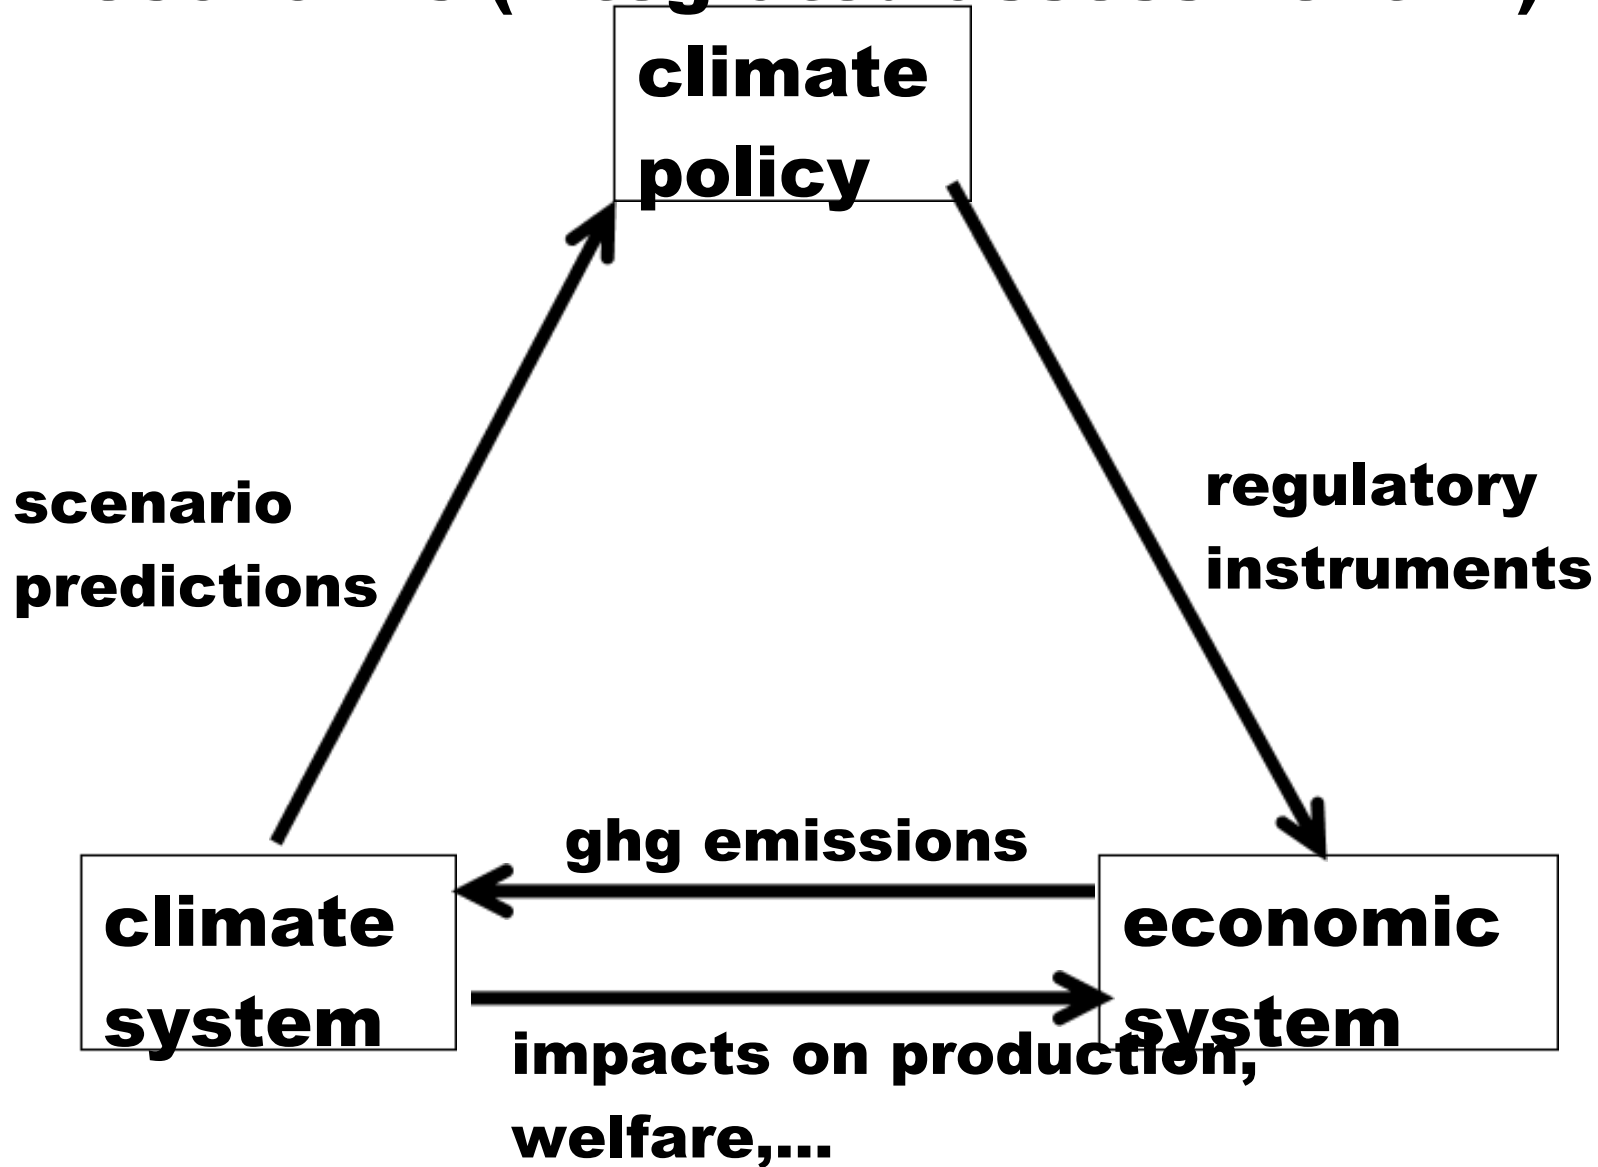 climate
policy
scenario
predictions
regulatory
instruments
ghg emissions
climate
system
economic
system
impacts on production,
welfare,...